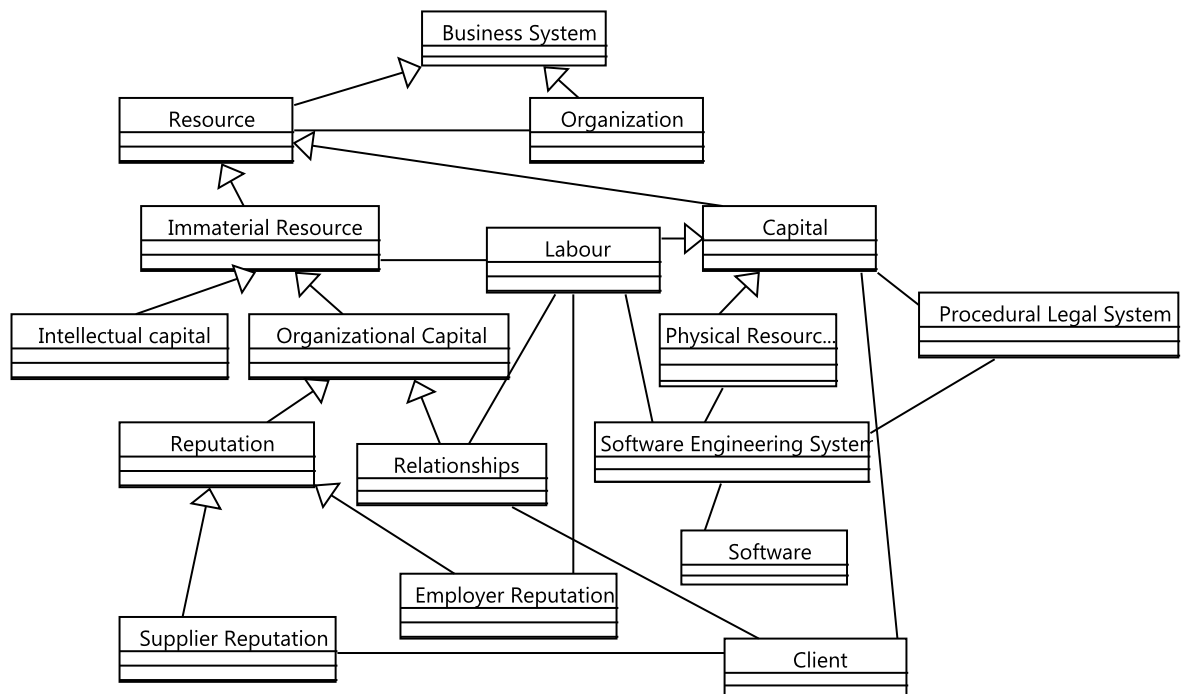 Business System
Resource
Organization
Immaterial Resource
Labour
Capital
Intellectual capital
Organizational Capital
Physical Resourc...
Procedural Legal System
Reputation
Relationships
Software Engineering System
Software
Employer Reputation
Supplier Reputation
Client